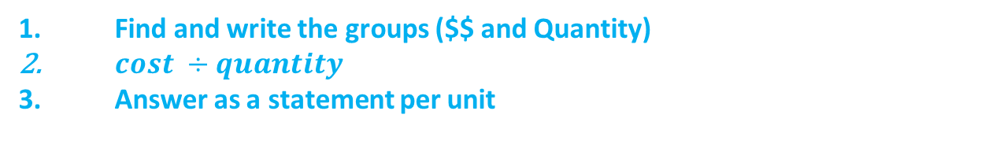 1. Find and write the groups ($$ and Quantity)
2. cost ÷ quantity
3. Answer as a statement per unit